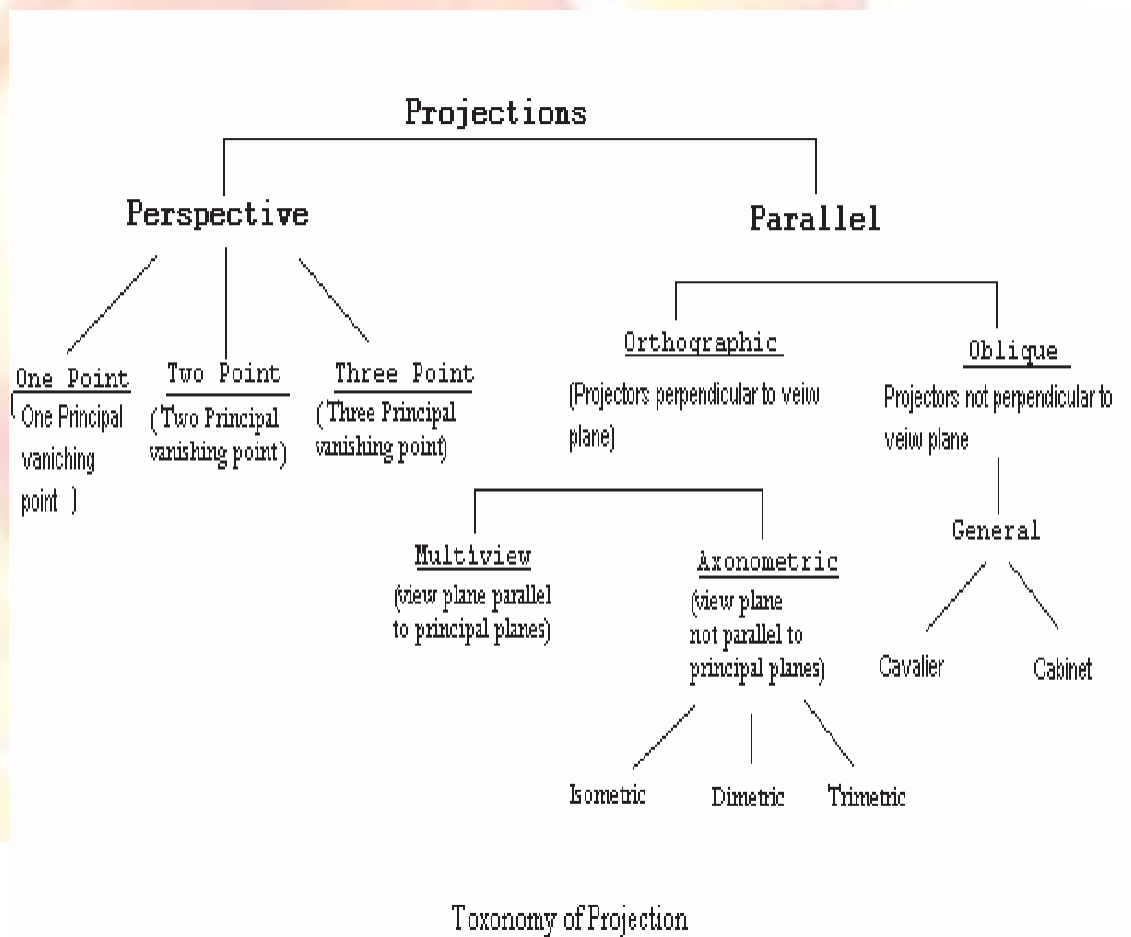 Projections
Perspective
Parallel
One Point
( One Principal
vaniching
point )
Two Point
( Two Principal
vanishing point )
Three Point
( Three Principal
vanishing point)
Orthographic
(Projectors perpendicular to veiw
plane)
Oblique
Projectors not perpendicular to
veiw plane
General
Multiview
(view plane parallel
to principal planes)
Axonometric
(view plane
not parallel to
principal planes)
Cavalier
Cabinet
Isometric
Dimetric
Trimetric
Toxonomy of Projection